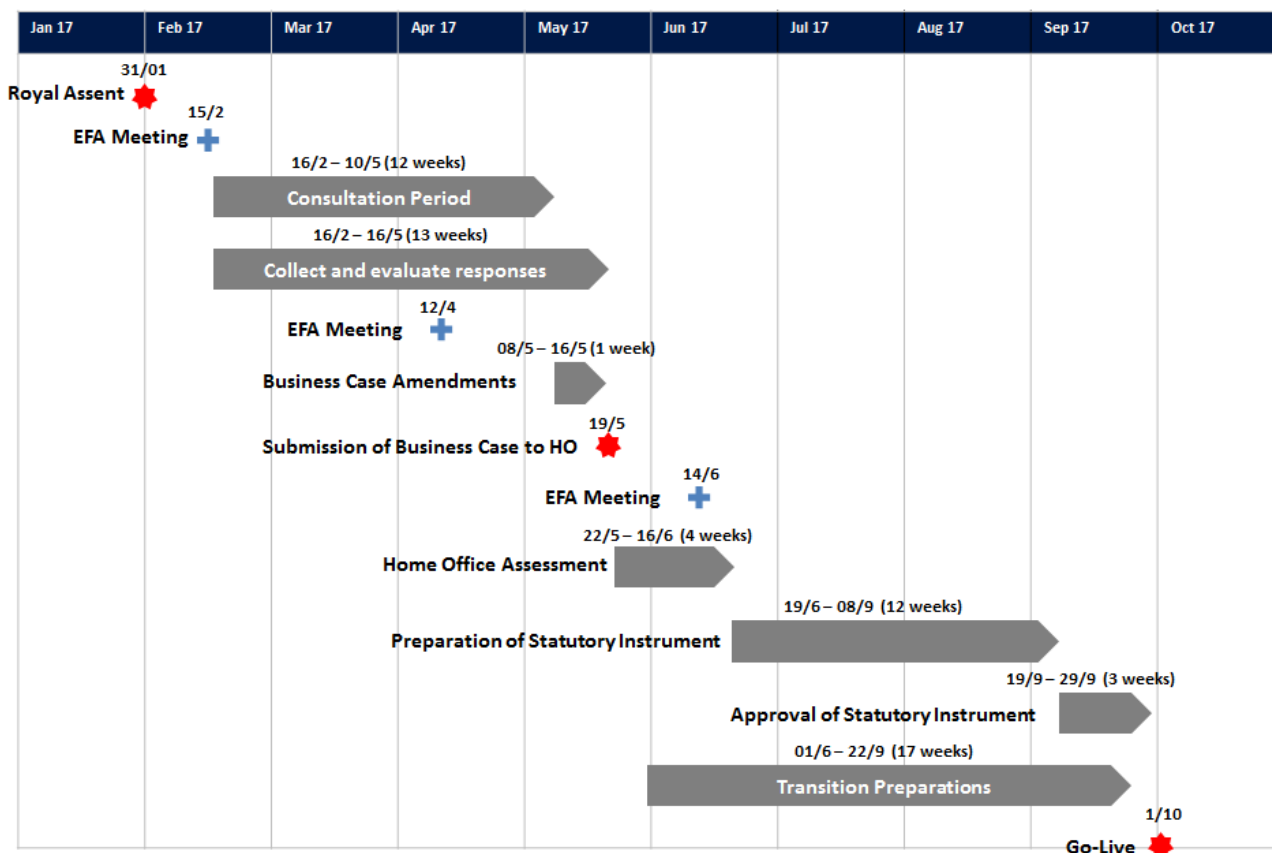 Jan 17 Feb 17 Mar 17 Apr 17 May 17 Jun 17 Jul 17 Aug 17 Sep 17 Oct 17
31/01
Royal Assent
15/2
EFA Meeting
16/2 – 10/5 (12 weeks)
Consultation Period
16/2 – 16/5 (13 weeks)
Collect and evaluate responses
12/4
EFA Meeting
08/5 – 16/5 (1 week)
Business Case Amendments
19/5
Submission of Business Case to HO
14/6
EFA Meeting
22/5 – 16/6 (4 weeks)
Home Office Assessment
19/6 – 08/9 (12 weeks)
Preparation of Statutory Instrument
19/9 – 29/9 (3 weeks)
Approval of Statutory Instrument
01/6 – 22/9 (17 weeks)
Transition Preparations
1/10
Go-Live